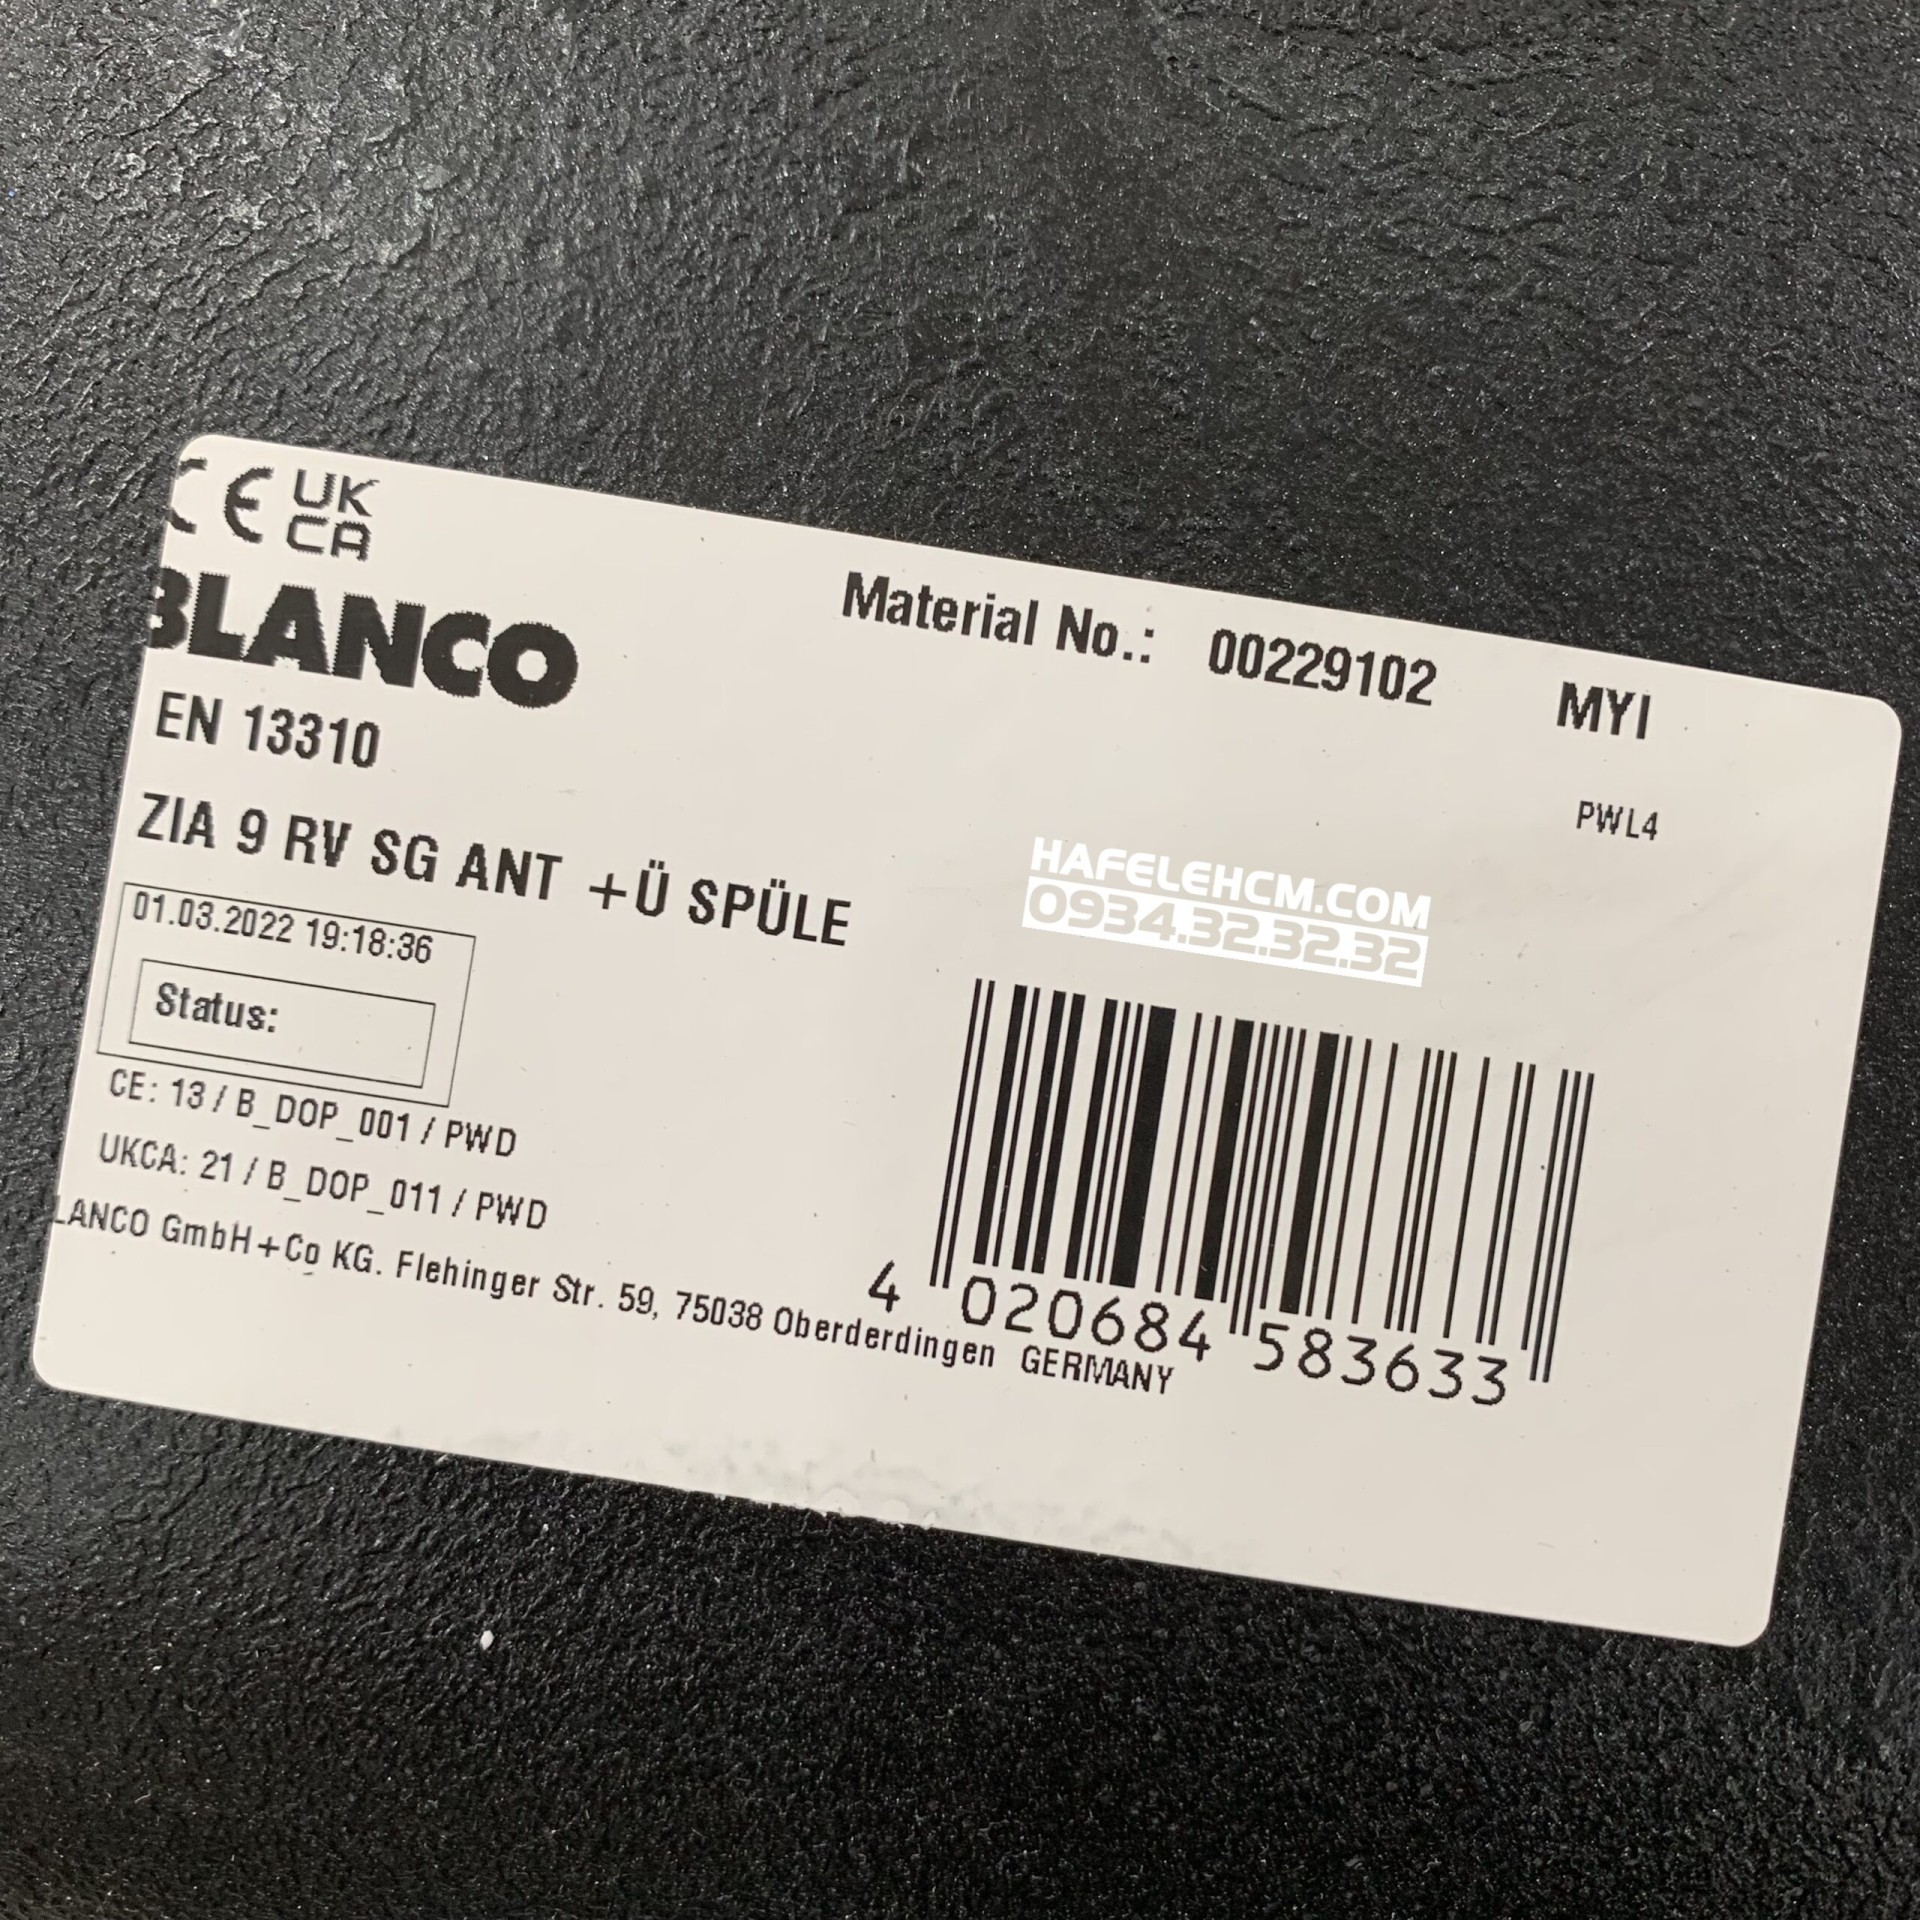 CE UK
CA
BLANCO
Material No.: 00229102 MYI
EN 13310
PWL4
ZIA 9 RV SG ANT +Ü SPÜLE
HAFELEHCM.COM
0934.32.32.32
01.03.2022 19:18:36
Status:
CE: 13 / B_DOP_001 / PWD
UKCA: 21 / B_DOP_011 / PWD
LANCO GmbH+Co KG. Flehinger Str. 59, 75038 Oberderdingen GERMANY
4 020684 583633